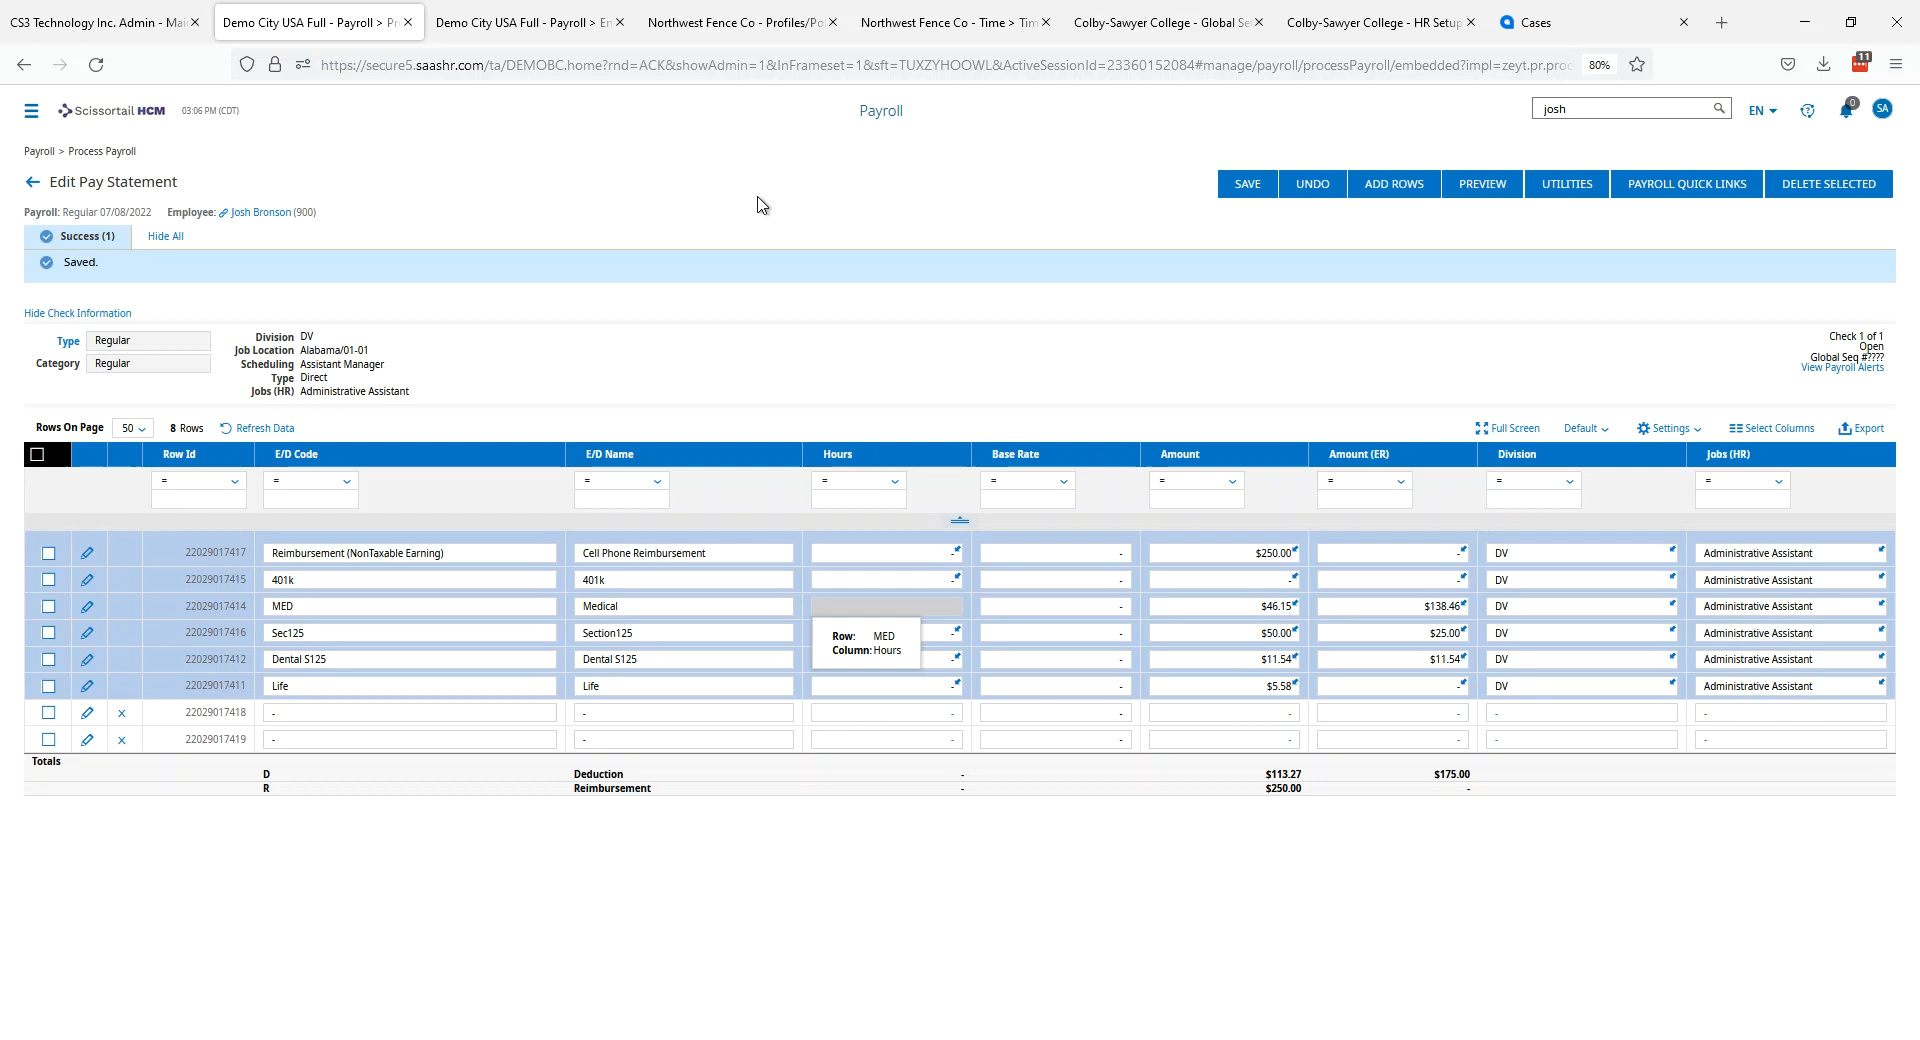 CS3 Technology Inc. Admin - Mai
Demo City USA Full - Payroll > Pr
Demo City USA Full - Payroll > En
Northwest Fence Co - Profiles/Po
Northwest Fence Co - Time > Tim
Colby-Sawyer College - Global Se
Colby-Sawyer College - HR Setup
Cases
https://secure5.saashr.com/ta/DEMOBC.home?rnd=ACK&showAdmin=1&InFrameset=1&sft=TUXZYHOOWL&ActiveSessionId=23360152084#manage/payroll/processPayroll/embedded?impl=zeyt.pr.proc
80%
11
Scissortail HCM
03:06 PM (CDT)
Payroll
josh
EN
0
SA
Payroll > Process Payroll
Edit Pay Statement
SAVE
UNDO
ADD ROWS
PREVIEW
UTILITIES
PAYROLL QUICK LINKS
DELETE SELECTED
Payroll: Regular 07/08/2022 Employee: Josh Bronson (900)
Success (1)
Hide All
Saved.
Hide Check Information
Type Regular
Category Regular
Division DV
Job Location Alabama/01-01
Scheduling Assistant Manager
Type Direct
Jobs (HR) Administrative Assistant
Check 1 of 1
Open
Global Seq #????
View Payroll Alerts
Rows On Page 50 8 Rows Refresh Data
Full Screen Default Settings Select Columns Export
Row Id E/D Code E/D Name Hours Base Rate Amount Amount (ER) Division Jobs (HR)
= = = = = = = = =
22029017417 Reimbursement (NonTaxable Earning) Cell Phone Reimbursement - - $250.00 - DV Administrative Assistant
22029017415 401k 401k - - - - DV Administrative Assistant
22029017414 MED Medical - $46.15 $138.46 DV Administrative Assistant
22029017416 Sec125 Section125 - - $50.00 $25.00 DV Administrative Assistant
Row: MED
Column: Hours
22029017412 Dental S125 Dental S125 - - $11.54 $11.54 DV Administrative Assistant
22029017411 Life Life - - $5.58 - DV Administrative Assistant
22029017418 - - - - - - - -
22029017419 - - - - - - - -
Totals
D Deduction - $113.27 $175.00
R Reimbursement - $250.00 -